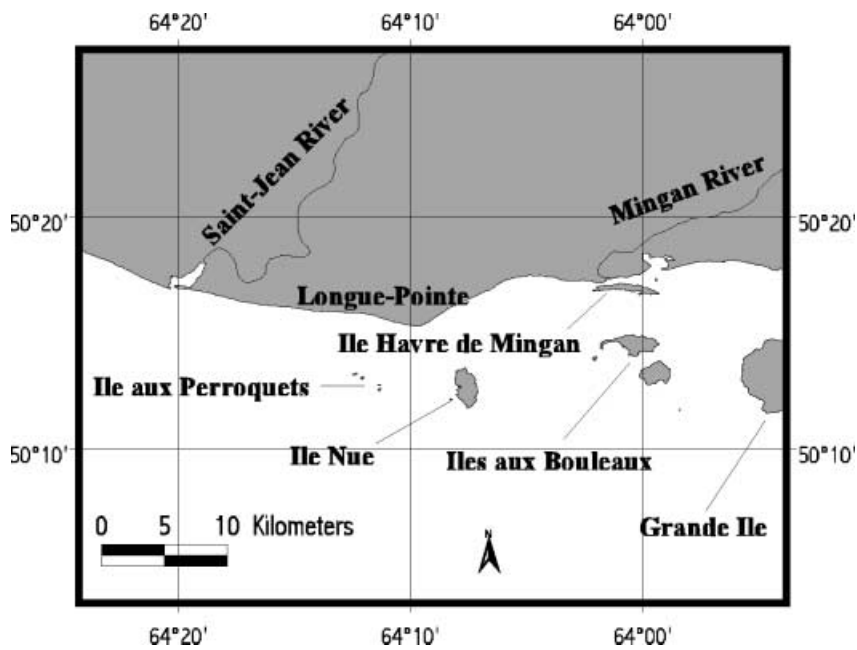 64°20' 64°10' 64°00'
Saint-Jean River
Mingan River
50°20' 50°20'
Longue-Pointe
Ile Havre de Mingan
Ile aux Perroquets
Ile Nue
Iles aux Bouleaux
50°10' 50°10'
Grande Ile
0 5 10 Kilometers
N
64°20' 64°10' 64°00'